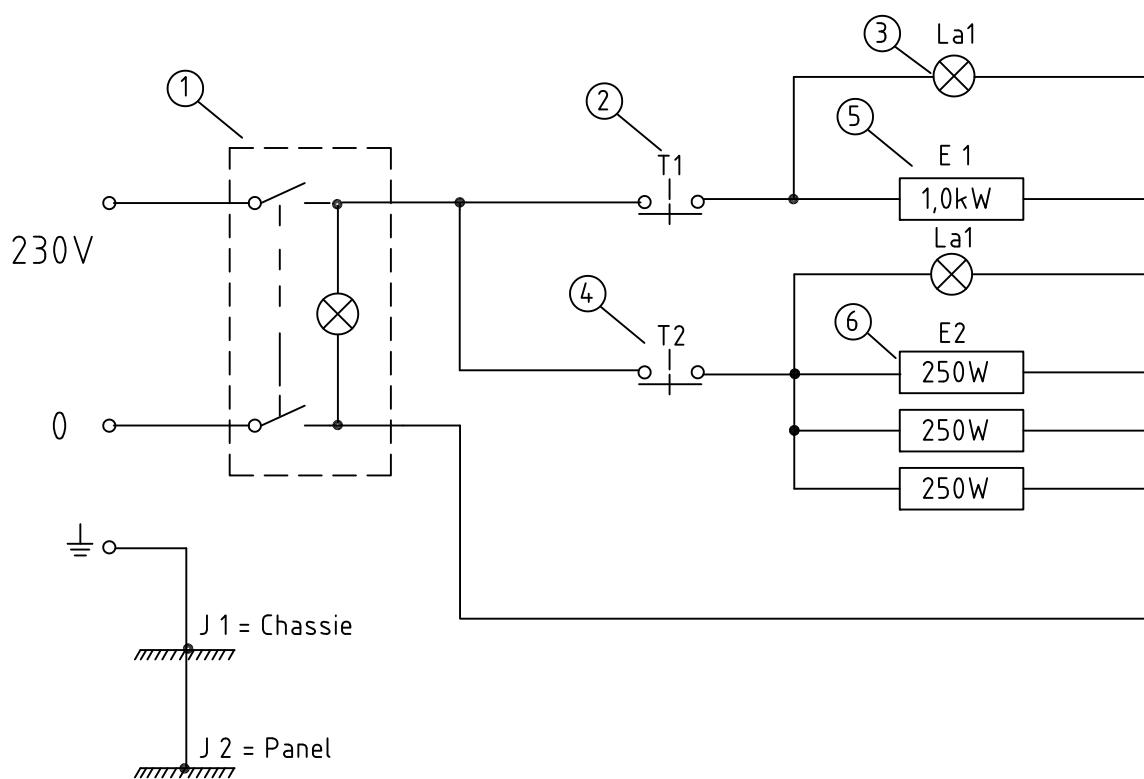 3
La1
1
2
5
T1
E 1
1,0kW
230V
La1
4
6
T2
E2
250W
0
250W
250W
J 1 = Chassie
J 2 = Panel